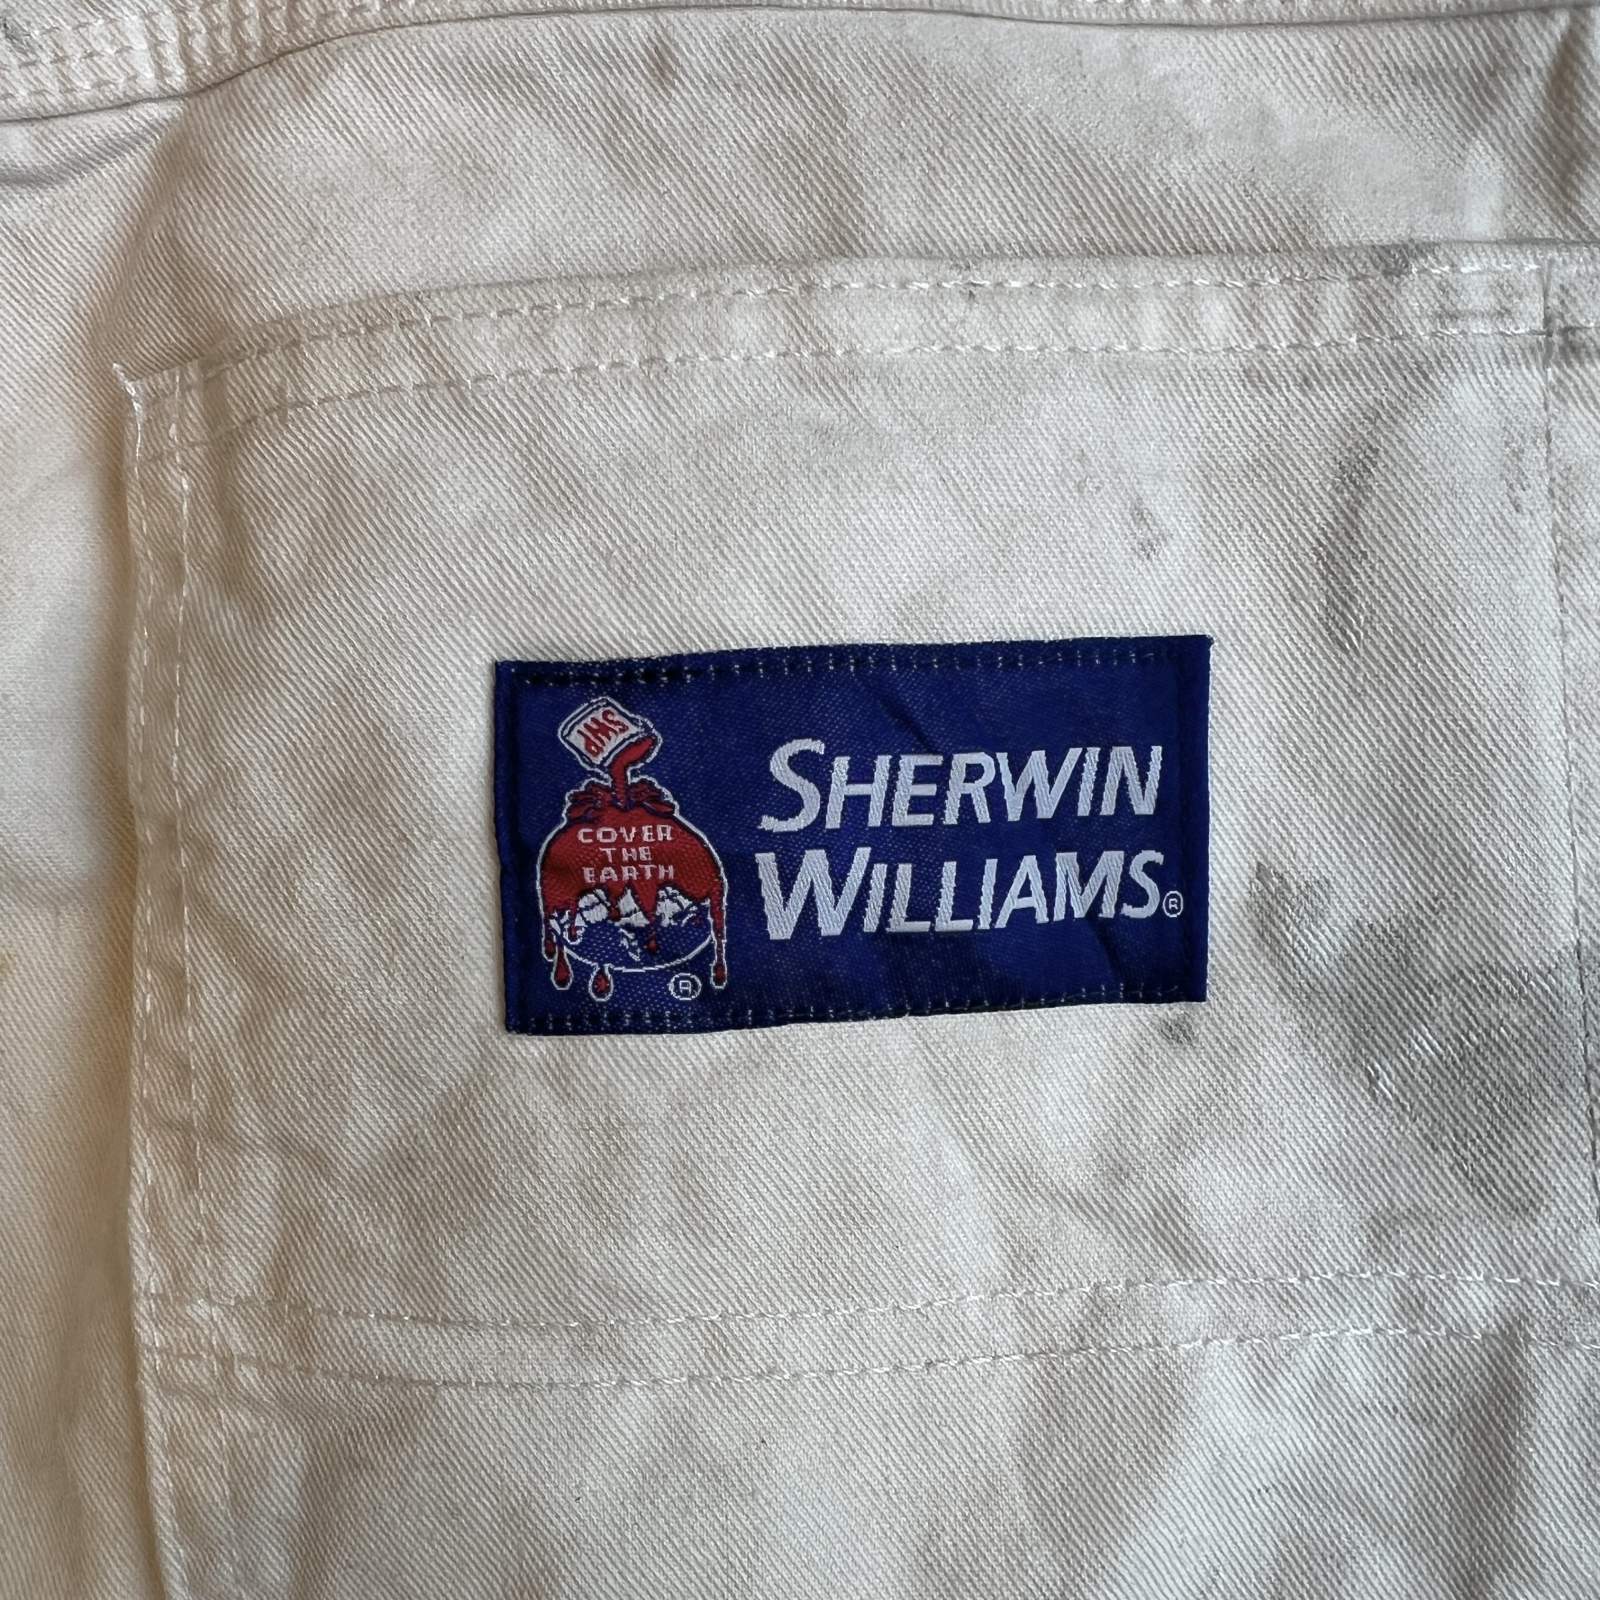 SWP
COVER
THE
EARTH
®
SHERWIN
WILLIAMS®